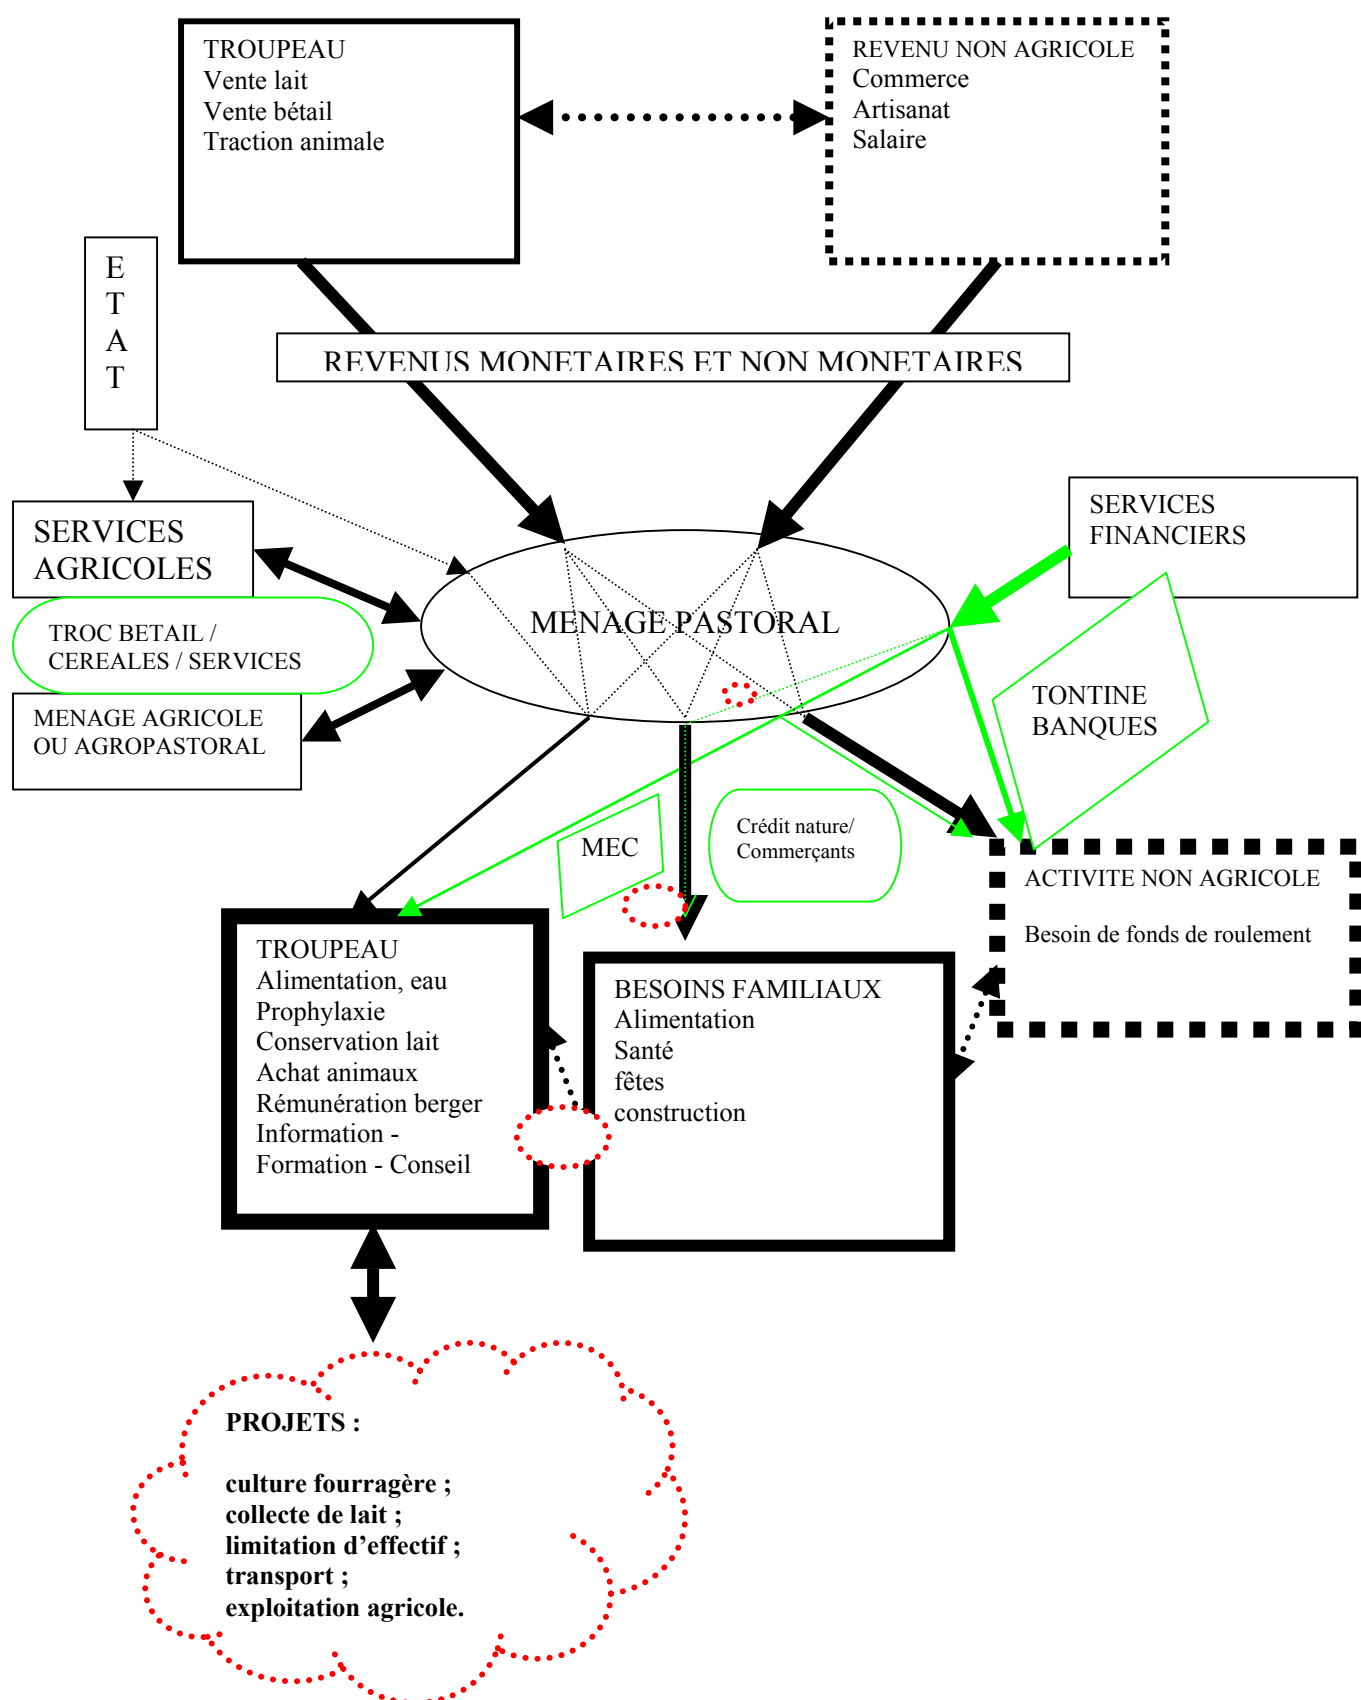 TROUPEAU
Vente lait
Vente bétail
Traction animale
REVENU NON AGRICOLE
Commerce
Artisanat
Salaire
E
T
A
T
REVENUS MONETAIRES ET NON MONETAIRES
SERVICES
AGRICOLES
SERVICES
FINANCIERS
TROC BETAIL /
CEREALES / SERVICES
MENAGE PASTORAL
MENAGE AGRICOLE
OU AGROPASTORAL
TONTINE
BANQUES
MEC
Crédit nature/
Commerçants
ACTIVITE NON AGRICOLE
Besoin de fonds de roulement
TROUPEAU
Alimentation, eau
Prophylaxie
Conservation lait
Achat animaux
Rémunération berger
Information -
Formation - Conseil
BESOINS FAMILIAUX
Alimentation
Santé
fêtes
construction
PROJETS :
culture fourragère ;
collecte de lait ;
limitation d’effectif ;
transport ;
exploitation agricole.